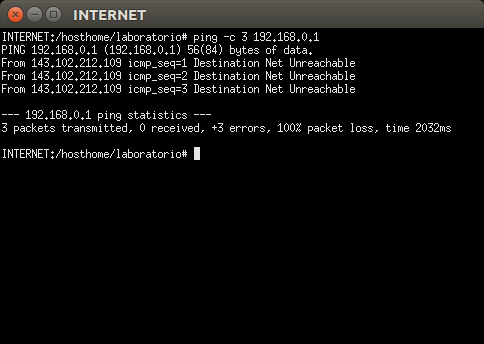 INTERNET
INTERNET:/hosthome/laboratorio# ping -c 3 192.168.0.1
PING 192.168.0.1 (192.168.0.1) 56(84) bytes of data.
From 143.102.212.109 icmp_seq=1 Destination Net Unreachable
From 143.102.212.109 icmp_seq=2 Destination Net Unreachable
From 143.102.212.109 icmp_seq=3 Destination Net Unreachable
--- 192.168.0.1 ping statistics ---
3 packets transmitted, 0 received, +3 errors, 100% packet loss, time 2032ms
INTERNET:/hosthome/laboratorio#